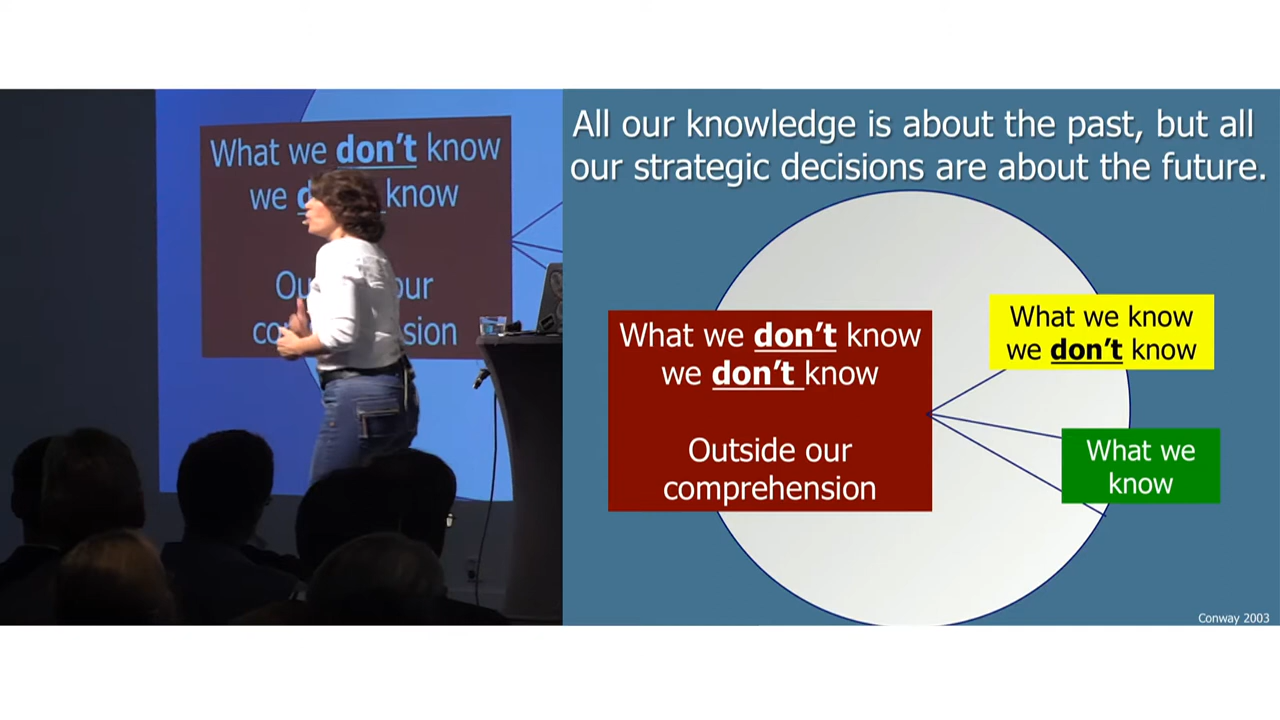 What we don't know
we d know
Ou our
co sion
All our knowledge is about the past, but all
our strategic decisions are about the future.
What we don't know
we don't know
Outside our
comprehension
What we know
we don't know
What we
know
Conway 2003